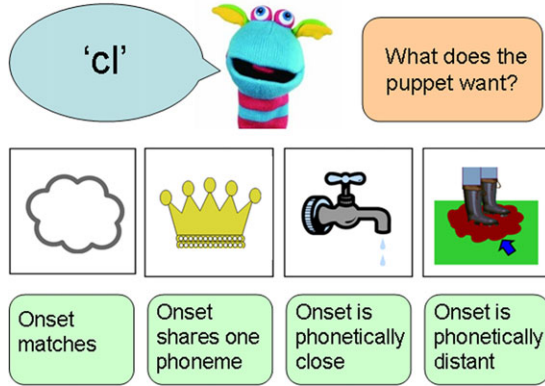 'cl'
What does the
puppet want?
Onset
matches
Onset
shares one
phoneme
Onset is
phonetically
close
Onset is
phonetically
distant